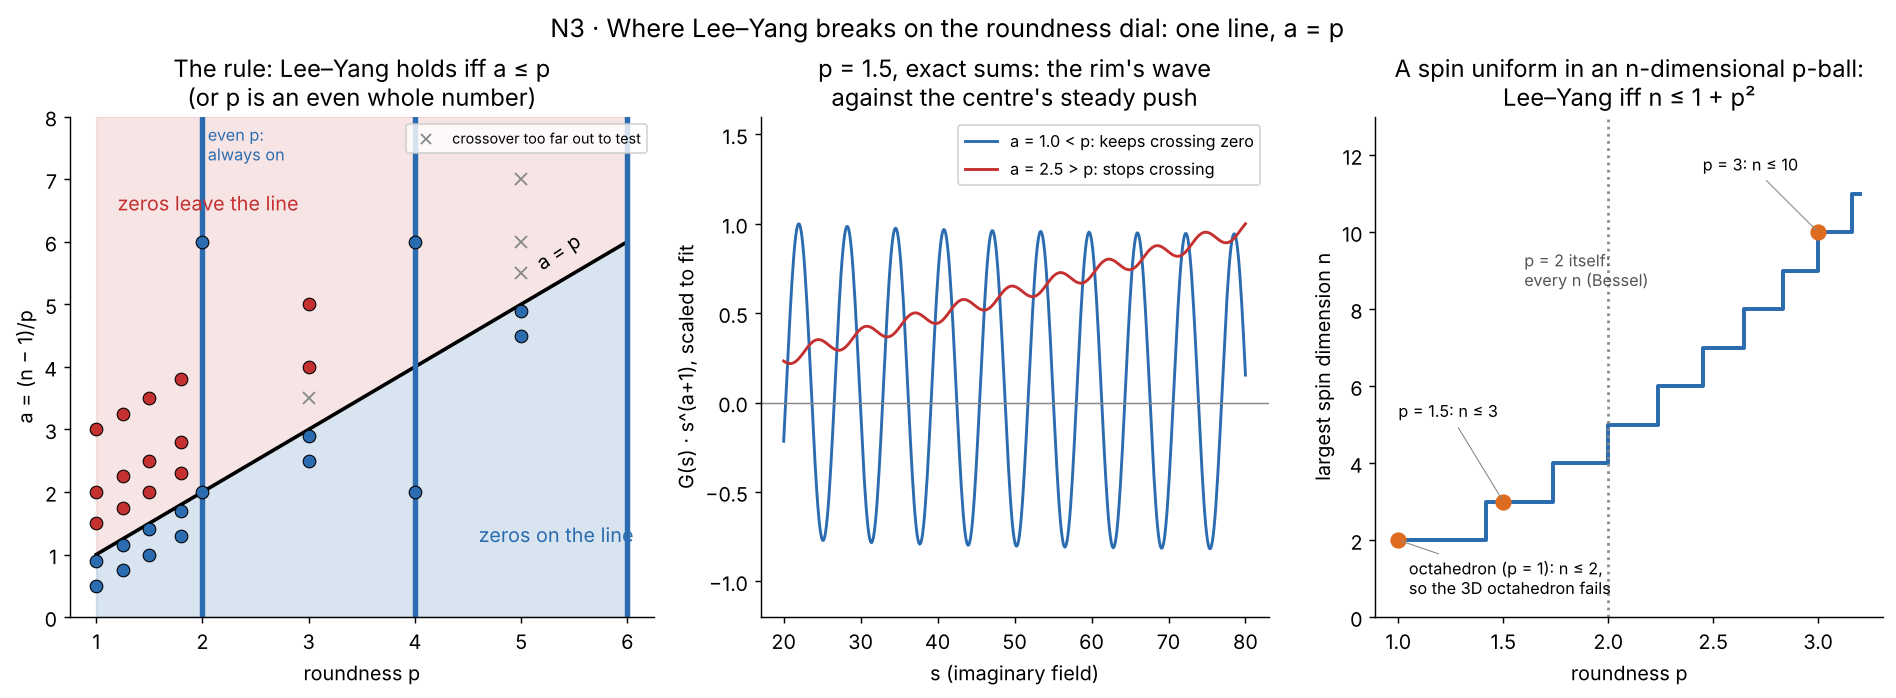 N3 · Where Lee–Yang breaks on the roundness dial: one line, a = p
The rule: Lee–Yang holds iff a ≤ p
(or p is an even whole number)
even p:
always on
crossover too far out to test
zeros leave the line
a = p
zeros on the line
a = (n − 1)/p
8
7
6
5
4
3
2
1
0
1
2
3
4
5
6
roundness p
p = 1.5, exact sums: the rim's wave
against the centre's steady push
a = 1.0 < p: keeps crossing zero
a = 2.5 > p: stops crossing
G(s) · s^(a+1), scaled to fit
1.5
1.0
0.5
0.0
−0.5
−1.0
20
30
40
50
60
70
80
s (imaginary field)
A spin uniform in an n-dimensional p-ball:
Lee–Yang iff n ≤ 1 + p²
p = 3: n ≤ 10
p = 2 itself:
every n (Bessel)
p = 1.5: n ≤ 3
octahedron (p = 1): n ≤ 2,
so the 3D octahedron fails
largest spin dimension n
12
10
8
6
4
2
0
1.0
1.5
2.0
2.5
3.0
roundness p